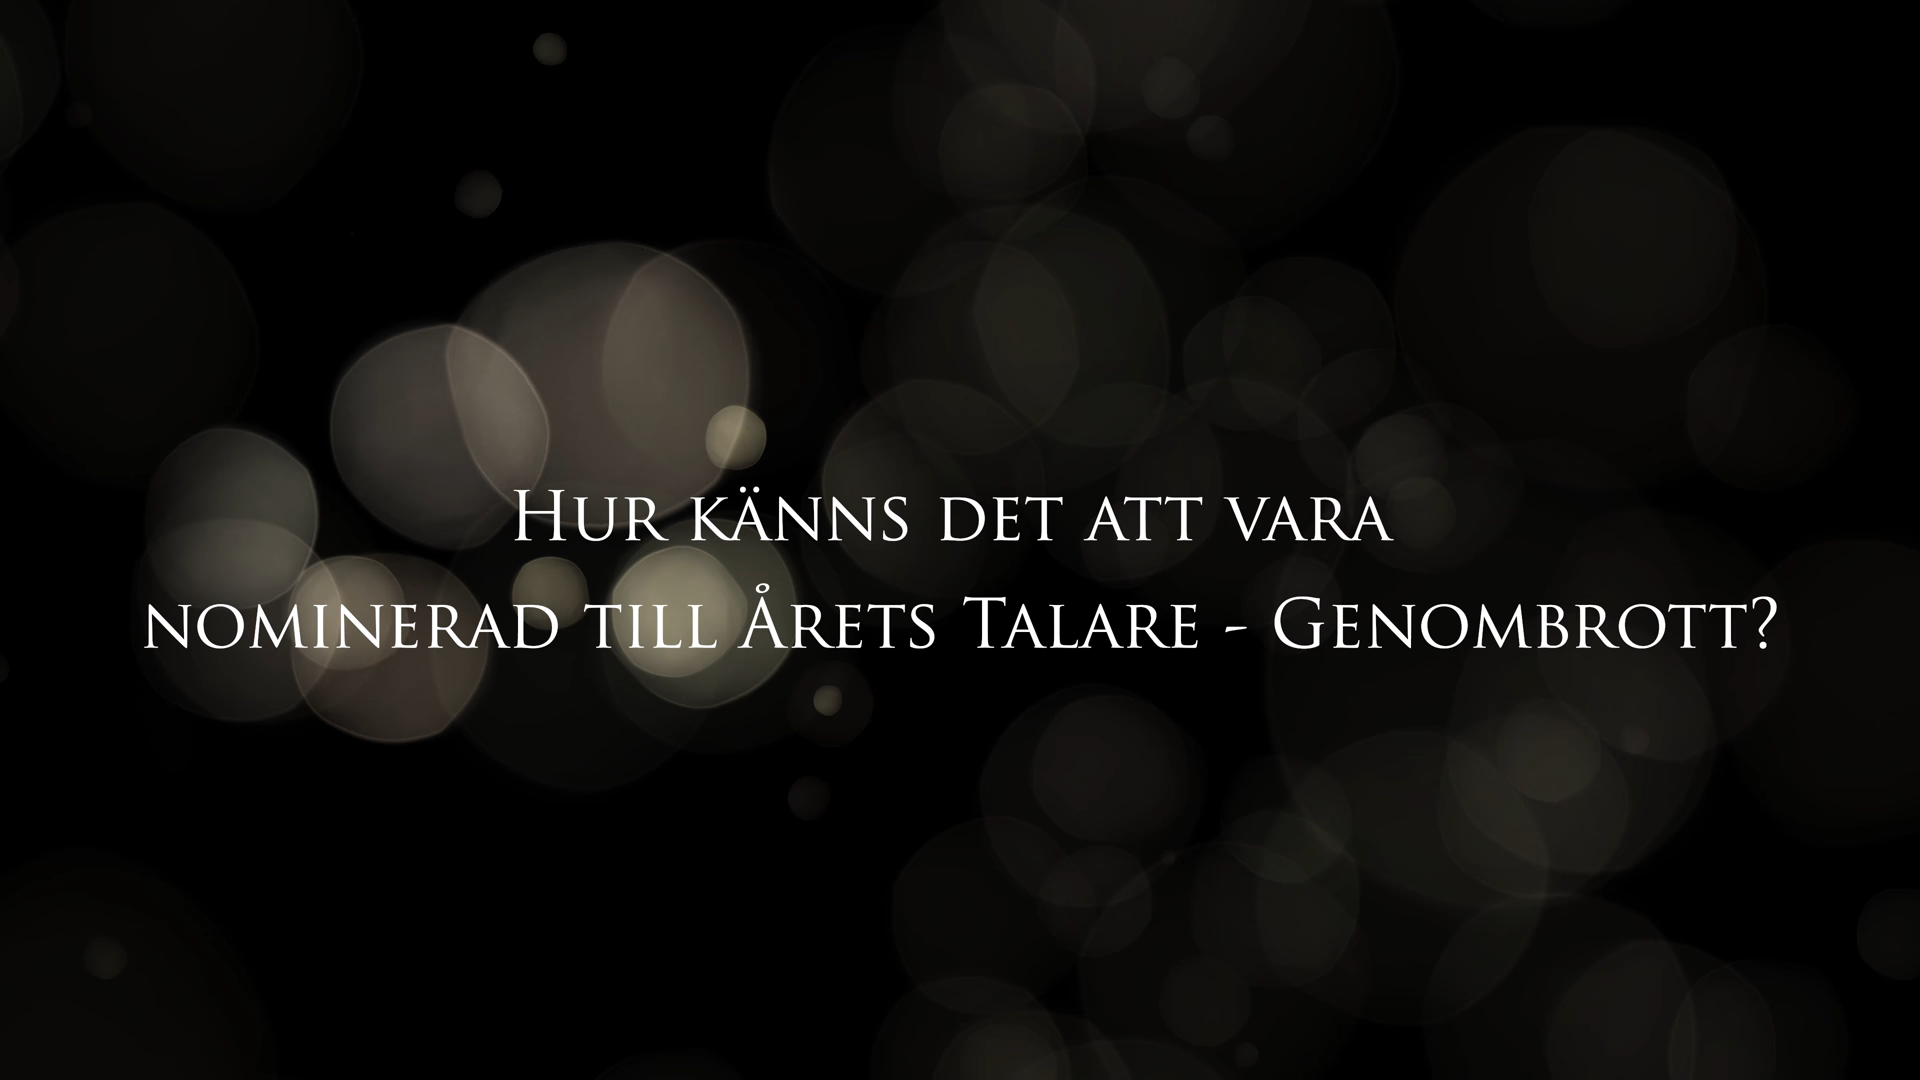 Hur känns det att vara
nominerad till Årets Talare - Genombrott?